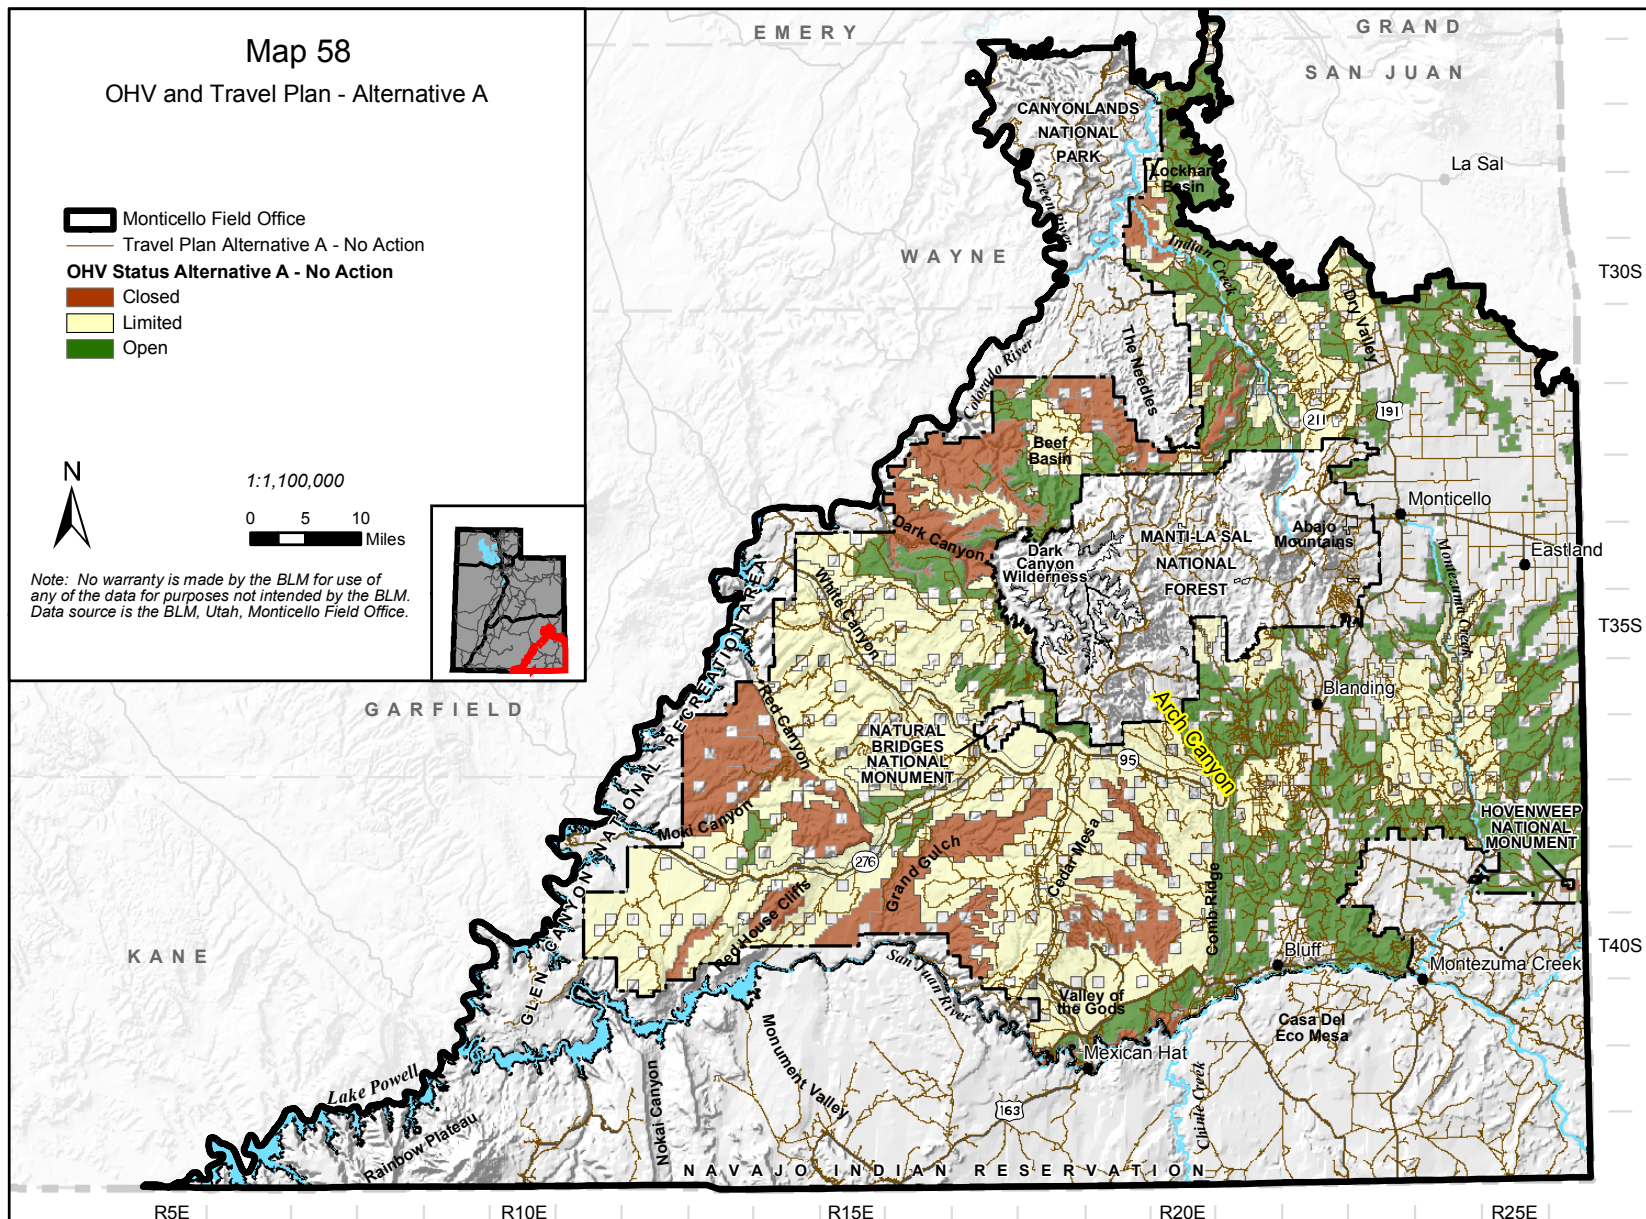 Map 58
OHV and Travel Plan - Alternative A
Monticello Field Office
Travel Plan Alternative A - No Action
OHV Status Alternative A - No Action
Closed
Limited
Open
N
1:1,100,000
0 5 10
Miles
Note: No warranty is made by the BLM for use of
any of the data for purposes not intended by the BLM.
Data source is the BLM, Utah, Monticello Field Office.
EMERY
GRAND
SAN JUAN
CANYONLANDS
NATIONAL
PARK
La Sal
Lockhart
Basin
Green River
WAYNE
Indian Creek
T30S
Dry Valley
The Needles
Colorado River
191
211
Beef
Basin
Monticello
Dark Canyon
Abajo
Mountains
MANTI-LA SAL
NATIONAL
FOREST
Eastland
Dark
Canyon
Wilderness
Montezuma Creek
White Canyon
T35S
GLEN CANYON NATIONAL RECREATION AREA
Blanding
Red Canyon
Arch Canyon
GARFIELD
NATURAL
BRIDGES
NATIONAL
MONUMENT
95
Moki Canyon
HOVENWEEP
NATIONAL
MONUMENT
276
Grand Gulch
Cedar Mesa
Comb Ridge
Red House Cliffs
KANE
T40S
Bluff
Montezuma Creek
San Juan River
Valley of
the Gods
Casa Del
Eco Mesa
Mexican Hat
Monument Valley
Lake Powell
Nokai Canyon
163
Chinle Creek
Rainbow Plateau
NAVAJO INDIAN RESERVATION
R5E
R10E
R15E
R20E
R25E